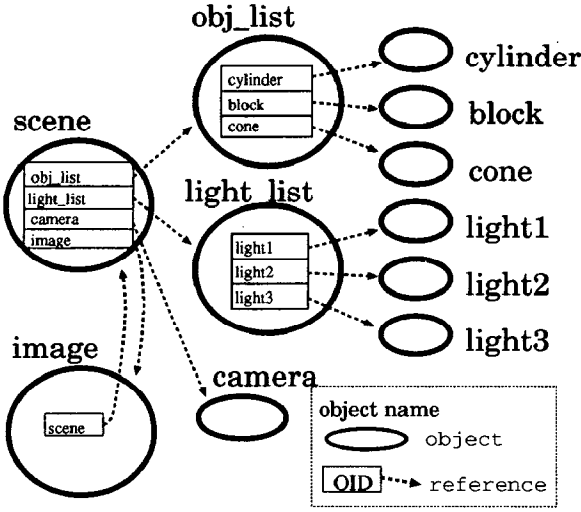 obj_list
cylinder
block
cone
cylinder
block
cone
scene
obj_list
light_list
camera
image
light_list
light1
light2
light3
light1
light2
light3
image
scene
camera
object name
object
OID
reference